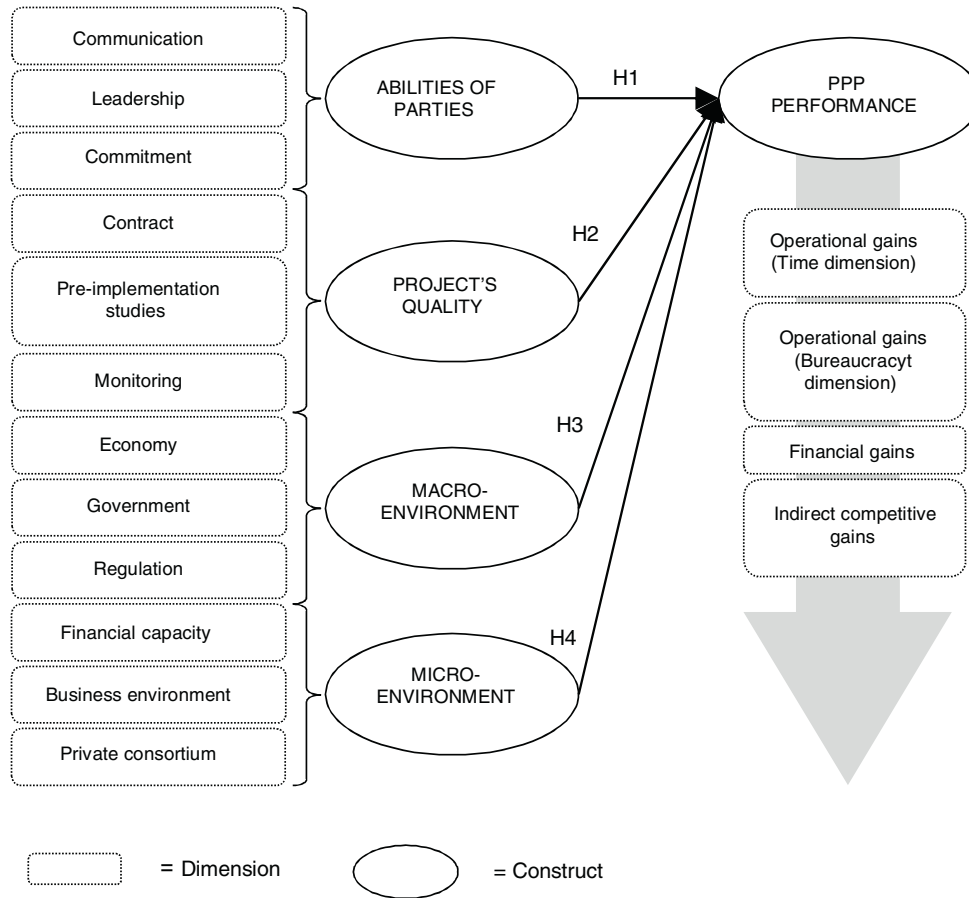 Communication
Leadership
Commitment
Contract
Pre-implementation
studies
Monitoring
Economy
Government
Regulation
Financial capacity
Business environment
Private consortium
ABILITIES OF
PARTIES
PROJECT'S
QUALITY
MACRO-
ENVIRONMENT
MICRO-
ENVIRONMENT
H1
H2
H3
H4
PPP
PERFORMANCE
Operational gains
(Time dimension)
Operational gains
(Bureaucracyt
dimension)
Financial gains
Indirect competitive
gains
= Dimension
= Construct